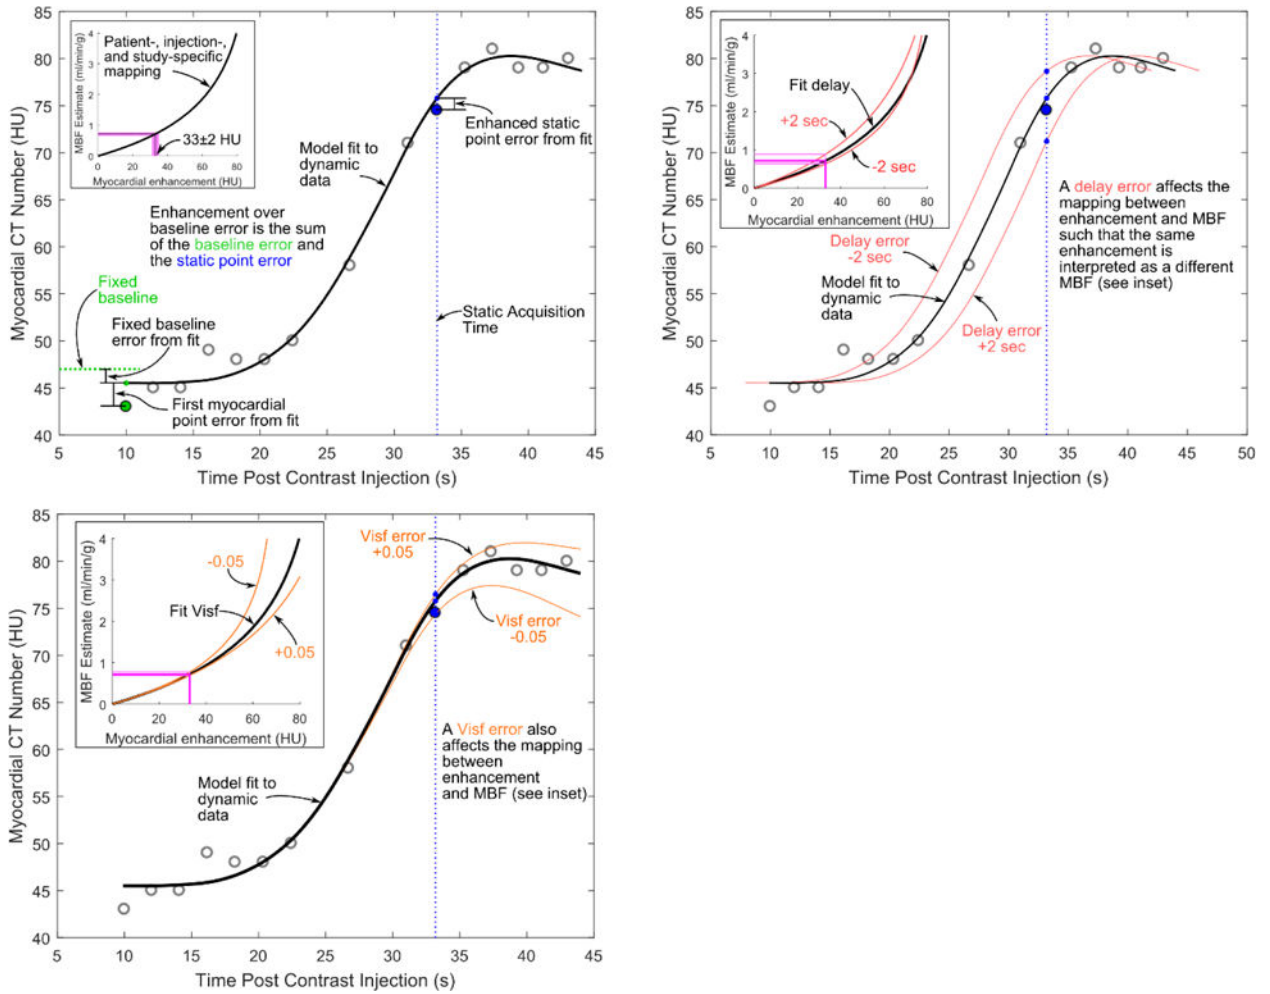 85
80
75
70
65
60
55
50
45
40
Myocardial CT Number (HU)
5
10
15
20
25
30
35
40
45
Time Post Contrast Injection (s)
4
3
2
1
0
MBF Estimate (ml/min/g)
0
20
40
60
80
Myocardial enhancement (HU)
Patient-, injection-,
and study-specific
mapping
33±2 HU
Enhanced static
point error from fit
Model fit to
dynamic
data
Enhancement over
baseline error is the sum
of the baseline error and
the static point error
Fixed
baseline
Fixed baseline
error from fit
Static Acquisition
Time
First myocardial
point error from fit
85
80
75
70
65
60
55
50
45
40
Myocardial CT Number (HU)
5
10
15
20
25
30
35
40
45
50
Time Post Contrast Injection (s)
4
3
2
1
0
MBF Estimate (ml/min/g)
0
20
40
60
80
Myocardial enhancement (HU)
Fit delay
+2 sec
-2 sec
A delay error affects the
mapping between
enhancement and MBF
such that the same
enhancement is
interpreted as a different
MBF (see inset)
Delay error
-2 sec
Model fit to
dynamic
data
Delay error
+2 sec
85
80
75
70
65
60
55
50
45
40
Myocardial CT Number (HU)
5
10
15
20
25
30
35
40
45
Time Post Contrast Injection (s)
4
3
2
1
0
MBF Estimate (ml/min/g)
0
20
40
60
80
Myocardial enhancement (HU)
-0.05
Fit Visf
+0.05
Visf error
+0.05
Visf error
-0.05
A Visf error also
affects the mapping
between
enhancement
and MBF (see inset)
Model fit to
dynamic
data